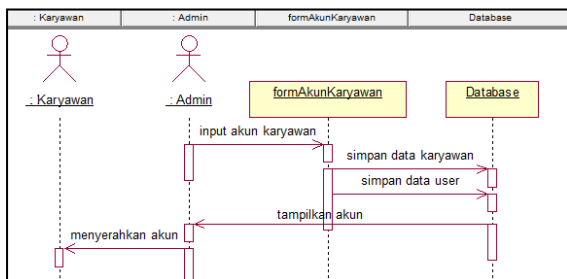 : Karyawan
: Admin
formAkunKaryawan
Database
: Karyawan
: Admin
formAkunKaryawan
Database
input akun karyawan
simpan data karyawan
simpan data user
tampilkan akun
menyerahkan akun